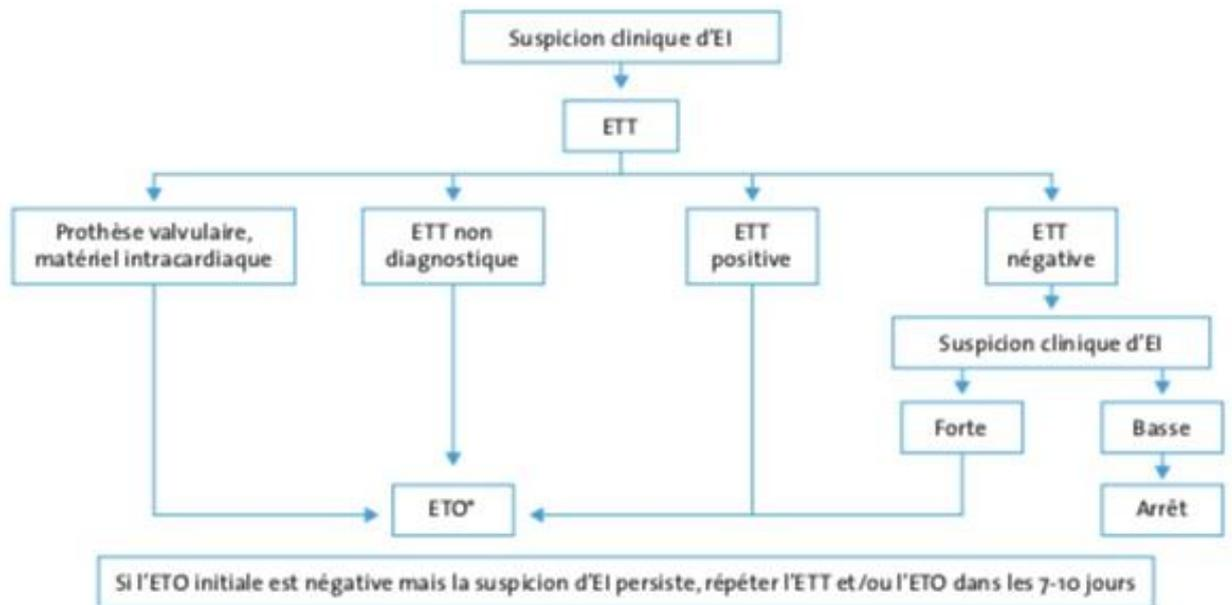 Suspicion clinique d'EI
ETT
Prothèse valvulaire,
matériel intracardiaque
ETT non
diagnostique
ETT
positive
ETT
négative
Suspicion clinique d'EI
Forte
Basse
ETO*
Arrêt
Si l'ETO initiale est négative mais la suspicion d'EI persiste, répéter l'ETT et/ou l'ETO dans les 7-10 jours